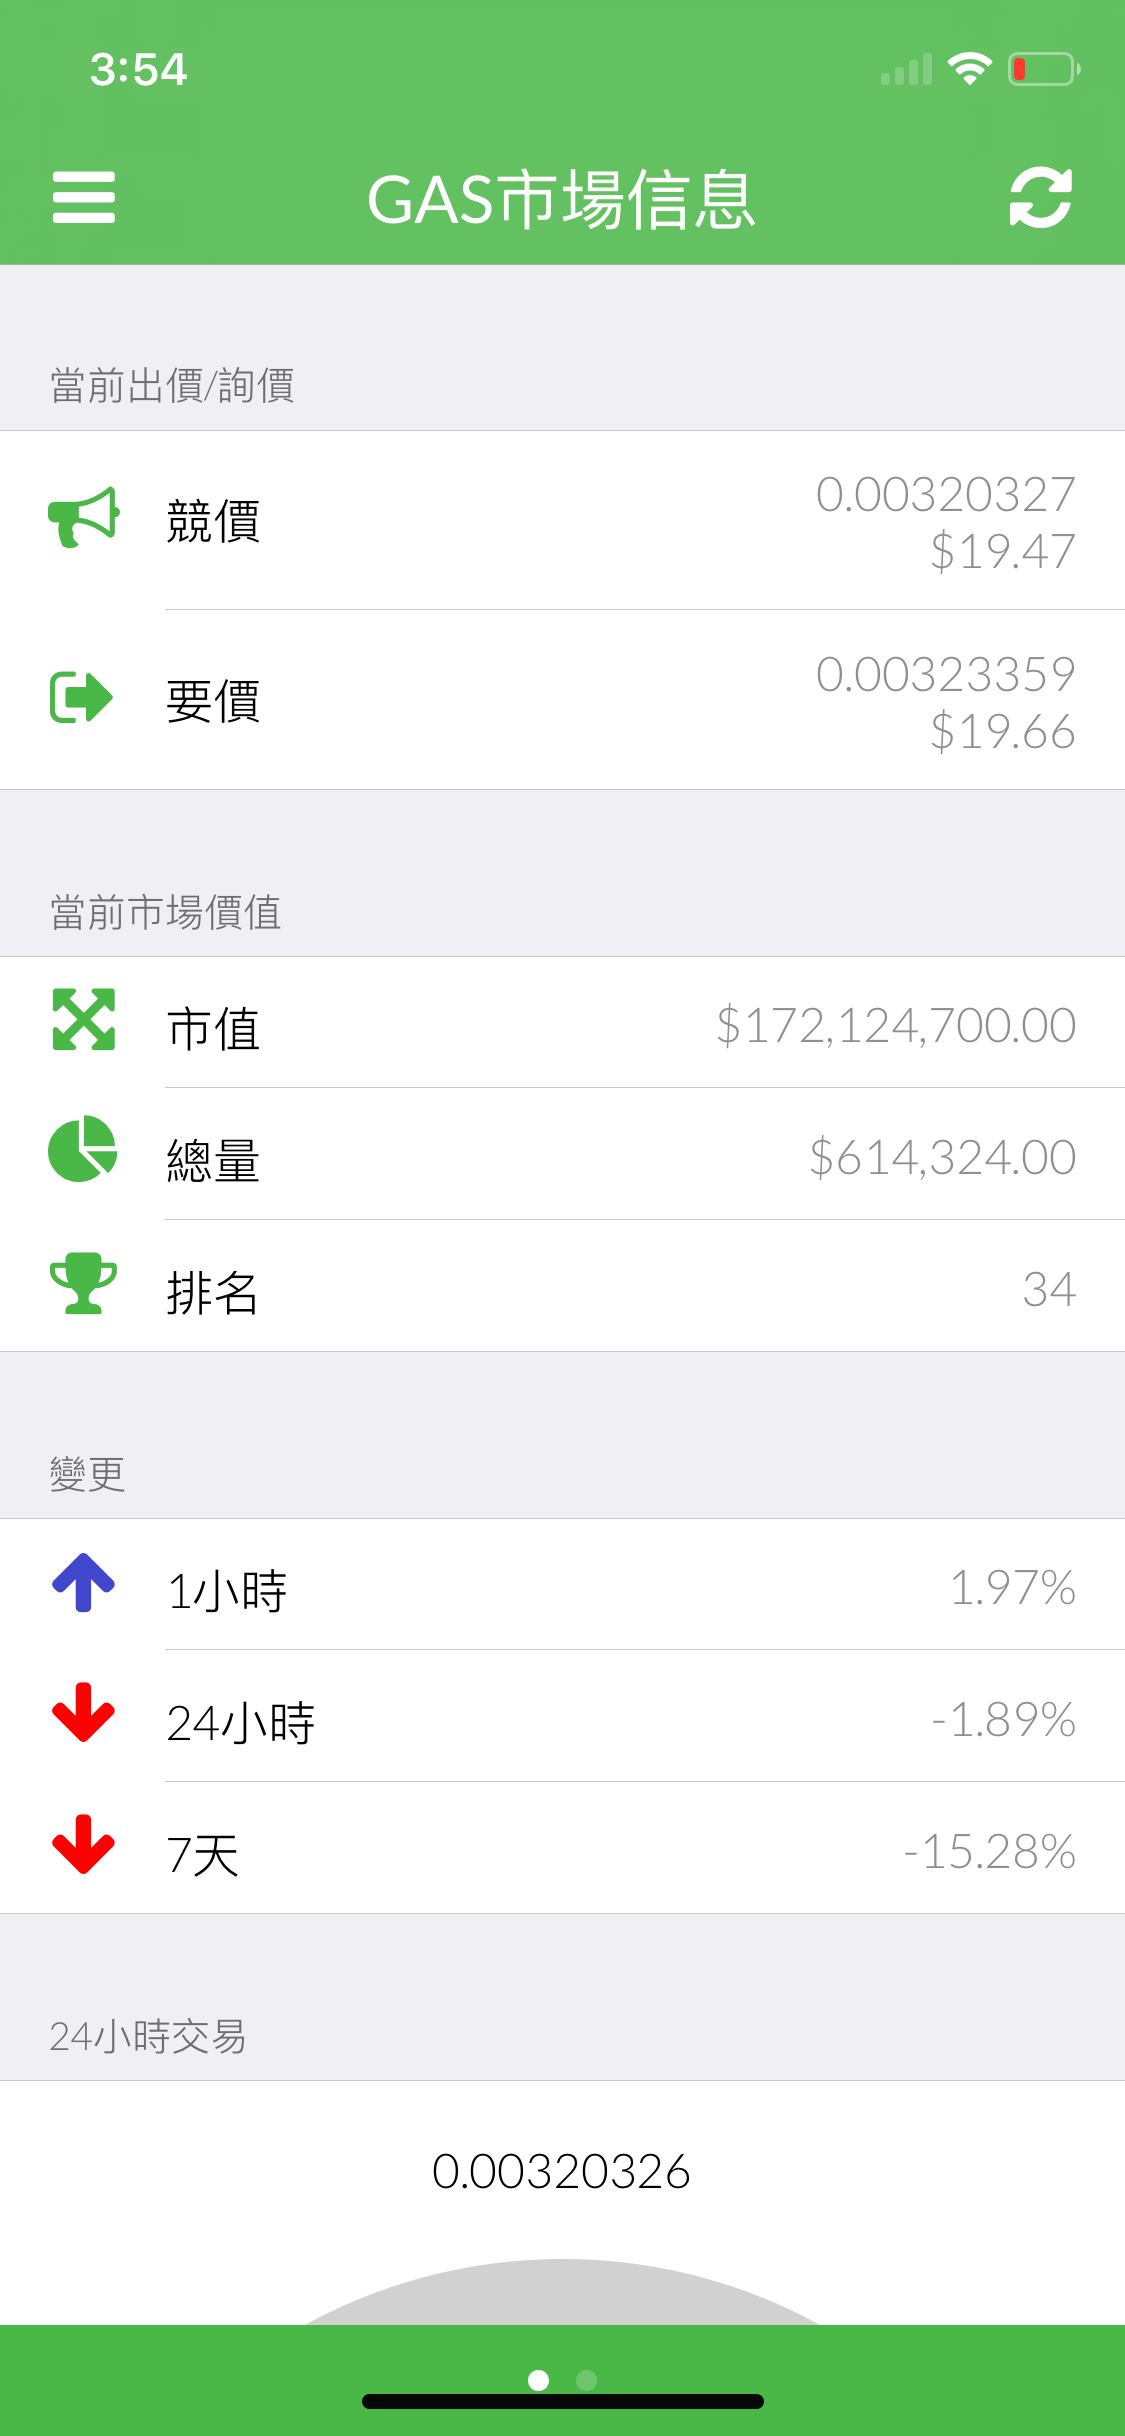 3:54
GAS市場信息
當前出價/詢價
競價
0.00320327
$19.47
要價
0.00323359
$19.66
當前市場價值
市值
$172,124,700.00
總量
$614,324.00
排名
34
變更
1小時
1.97%
24小時
-1.89%
7天
-15.28%
24小時交易
0.00320326